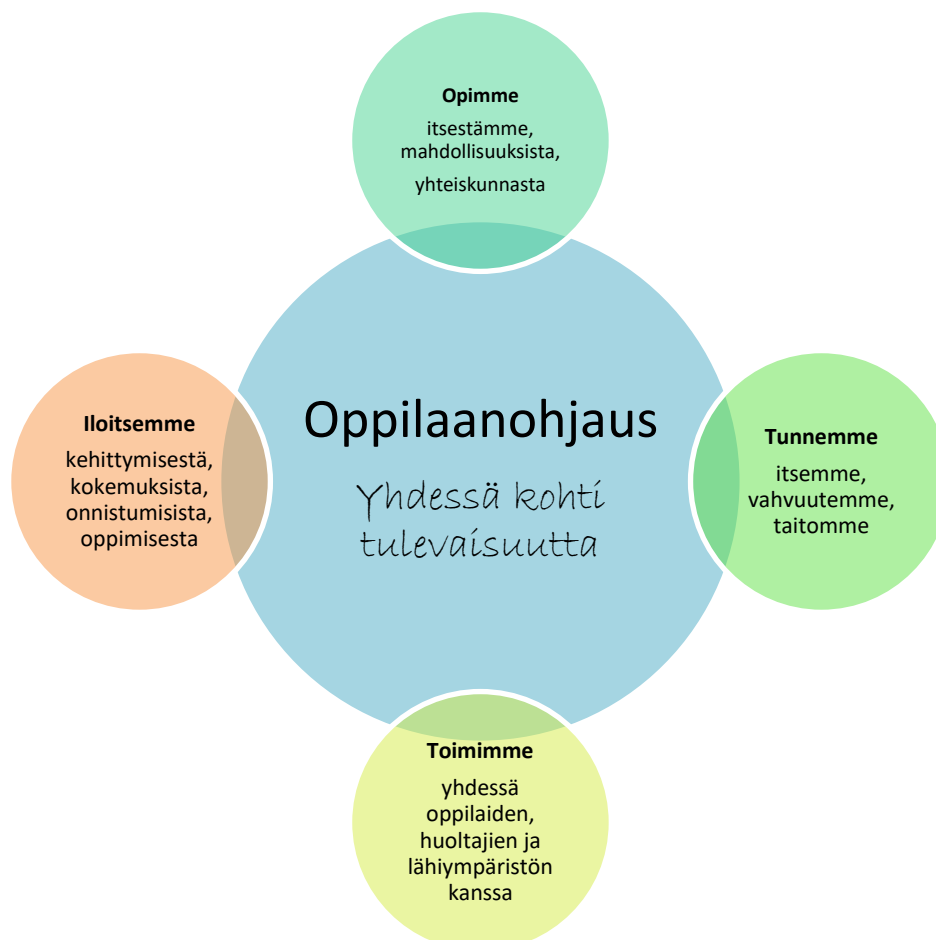 Opimme
itsestämme,
mahdollisuuksista,
yhteiskunnasta
Oppilaanohjaus
Yhdessä kohti
tulevaisuutta
Iloitsemme
kehittymisestä,
kokemuksista,
onnistumisista,
oppimisesta
Tunnemme
itsemme,
vahvuutemme,
taitomme
Toimimme
yhdessä
oppilaiden,
huoltajien ja
lähiympäristön
kanssa